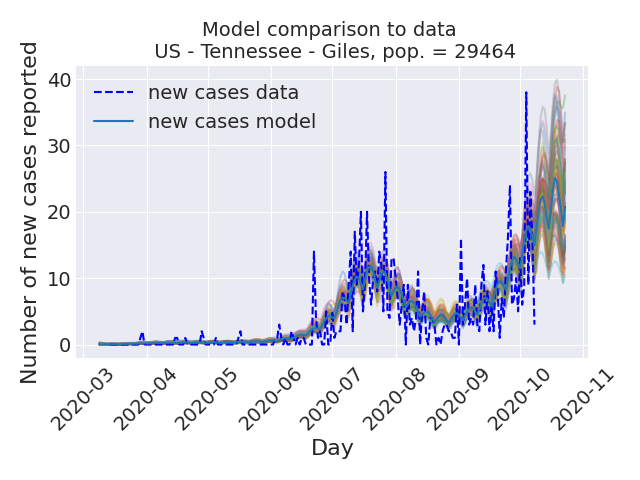 Model comparison to data
US - Tennessee - Giles, pop. = 29464
Number of new cases reported
40
30
20
10
0
new cases data
new cases model
2020-03
2020-04
2020-05
2020-06
2020-07
2020-08
2020-09
2020-10
2020-11
Day